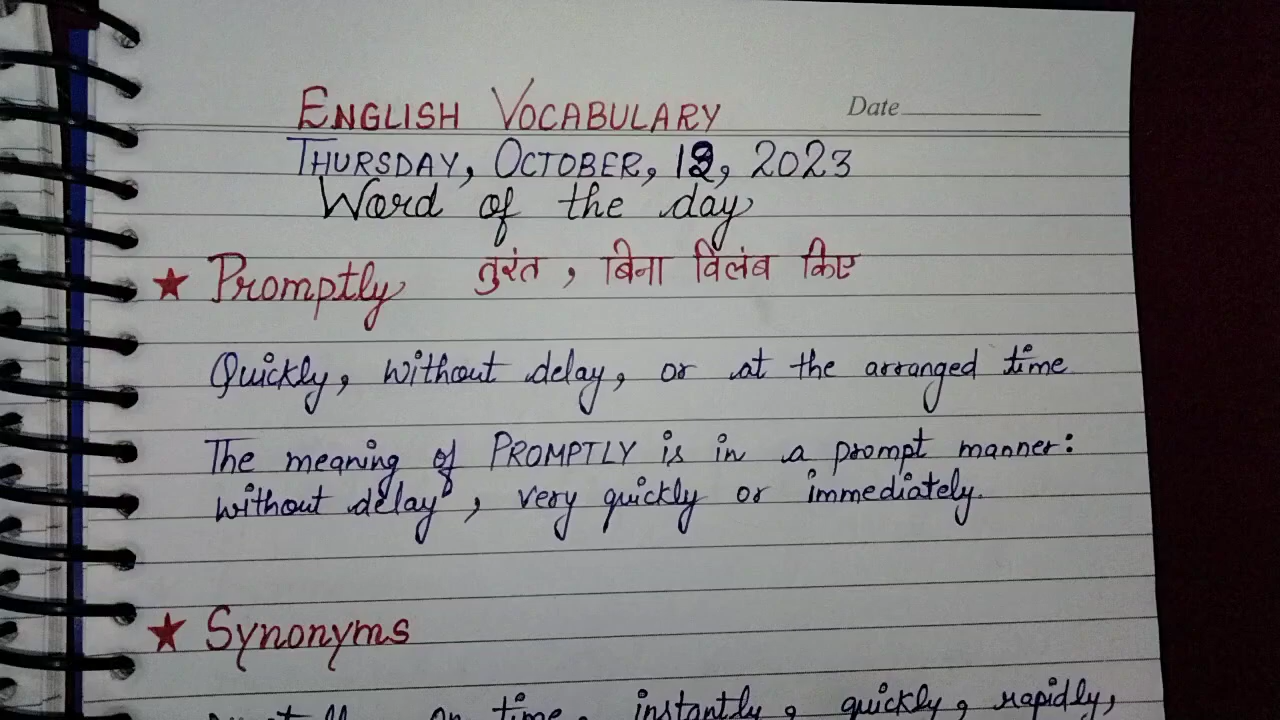 ENGLISH VOCABULARY
Date
THURSDAY, OCTOBER, 12, 2023
Word of the day
★ Promptly तुरंत, बिना विलंब किए
Quickly, without delay, or at the arranged time
The meaning of PROMPTLY is in a prompt manner:
without delay, very quickly or immediately.
★ Synonyms
on time, instantly, quickly, rapidly,